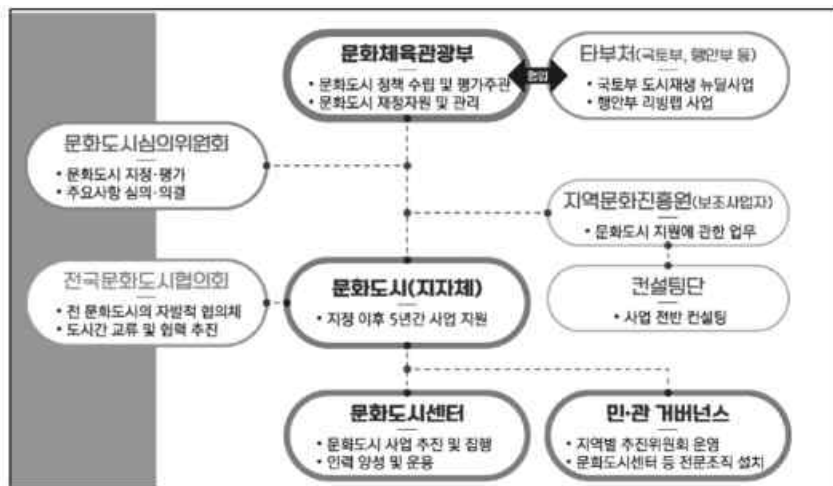 문화체육관광부
• 문화도시 정책 수립 및 평가주관
• 문화도시 재정지원 및 관리
협업
타부처(국토부, 행안부 등)
• 국토부 도시재생 뉴딜사업
• 행안부 리빙랩 사업
문화도시심의위원회
• 문화도시 지정·평가
• 주요사항 심의·의결
지역문화진흥원(보조사업자)
• 문화도시 지원에 관한 업무
전국문화도시협의회
• 전 문화도시의 자발적 협의체
• 도시간 교류 및 협력 추진
문화도시(지자체)
• 지정 이후 5년간 사업 지원
컨설팅단
• 사업 전반 컨설팅
문화도시센터
• 문화도시 사업 추진 및 집행
• 인력 양성 및 운용
민·관 거버넌스
• 지역별 추진위원회 운영
• 문화도시센터 등 전문조직 설치